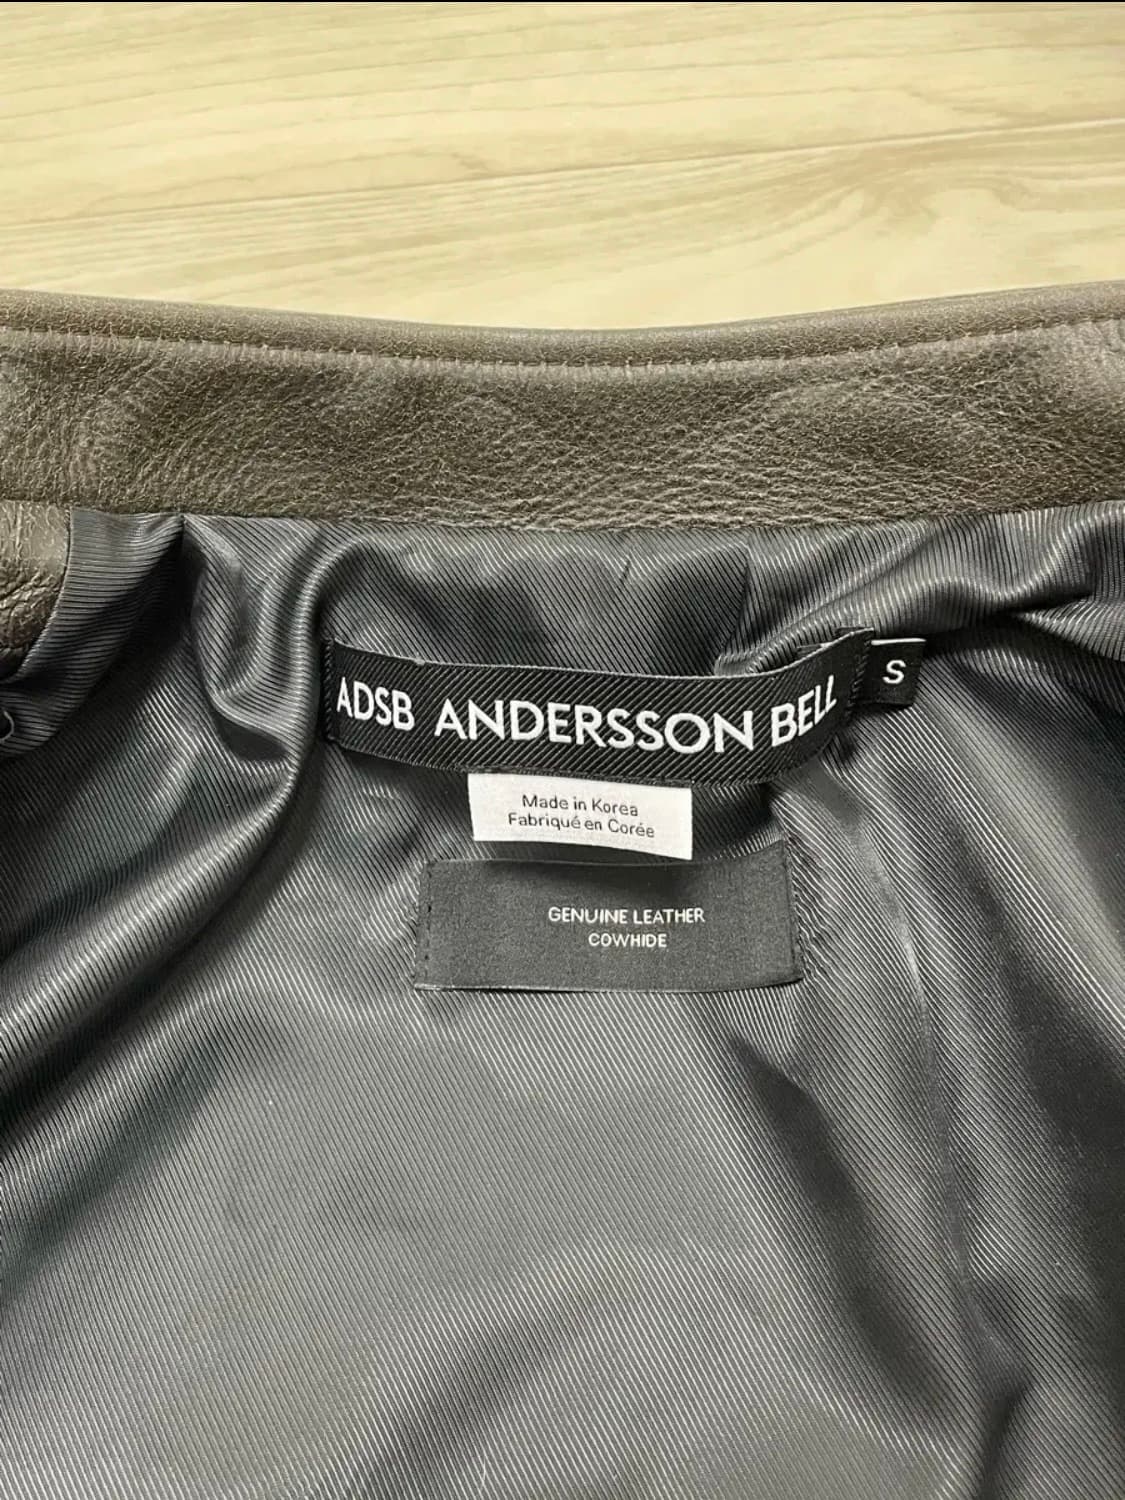 ADSB ANDERSSON BELL
S
Made in Korea
Fabriqué en Corée
GENUINE LEATHER
COWHIDE